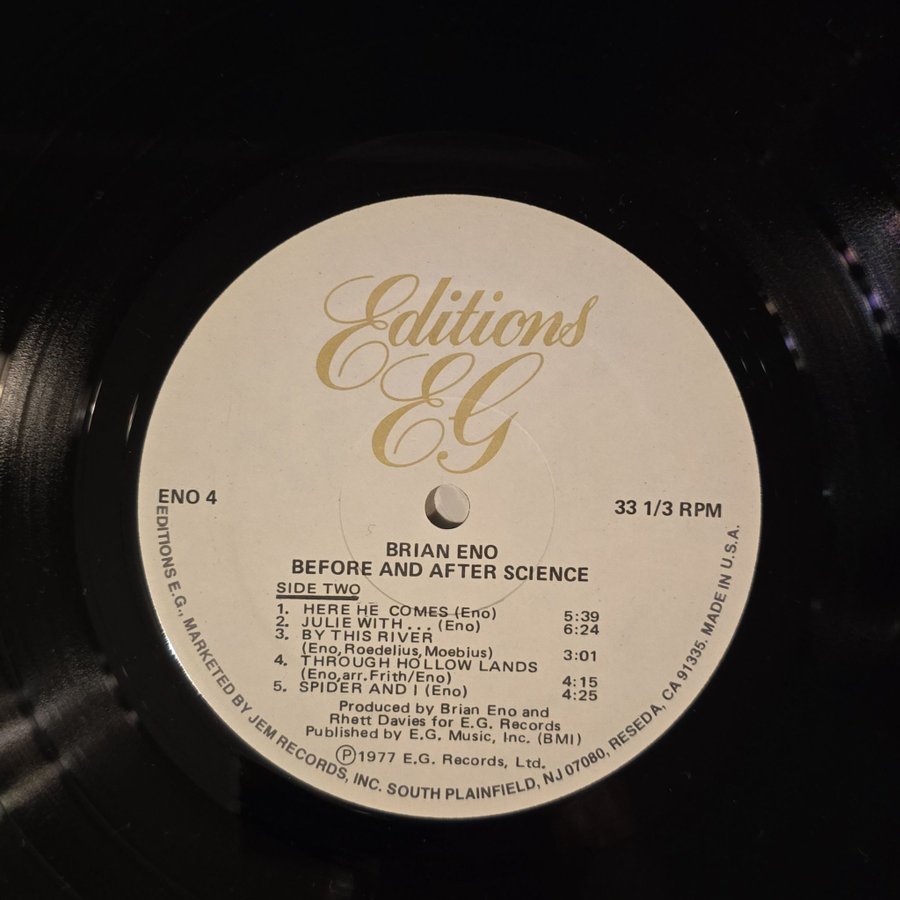 Editions
EG
ENO 4
33 1/3 RPM
BRIAN ENO
BEFORE AND AFTER SCIENCE
SIDE TWO
1. HERE HE COMES (Eno) 5:39
2. JULIE WITH . . . (Eno) 6:24
3. BY THIS RIVER
(Eno, Roedelius, Moebius) 3:01
4. THROUGH HOLLOW LANDS
(Eno,arr. Frith/Eno) 4:15
5. SPIDER AND I (Eno) 4:25
Produced by Brian Eno and
Rhett Davies for E.G. Records
Published by E.G. Music, Inc. (BMI)
Ⓟ 1977 E.G. Records, Ltd.
EDITIONS E.G., MARKETED BY JEM RECORDS, INC. SOUTH PLAINFIELD, NJ 07080, RESEDA, CA 91335. MADE IN U.S.A.